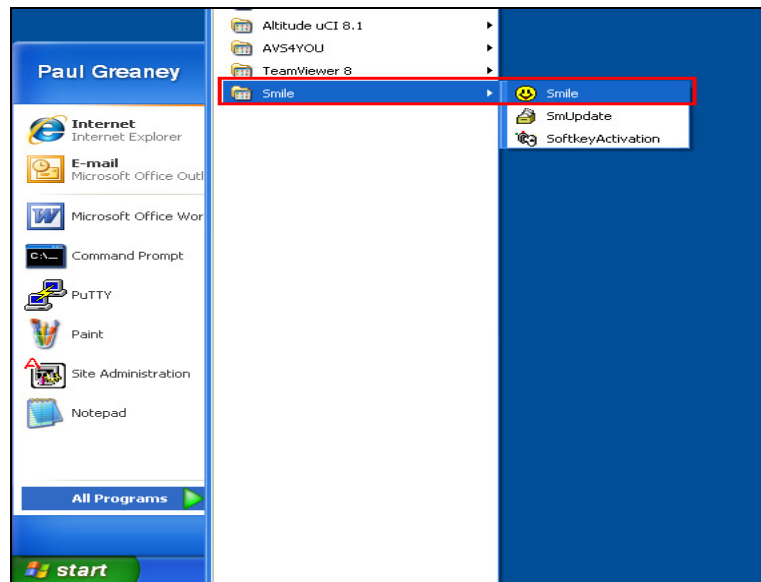 Paul Greaney
Internet
Internet Explorer
E-mail
Microsoft Office Outl
Microsoft Office Wor
C:\_
Command Prompt
PuTTY
Paint
Site Administration
Notepad
All Programs
start
Altitude uCI 8.1
AVS4YOU
TeamViewer 8
Smile
Smile
SmUpdate
SoftkeyActivation